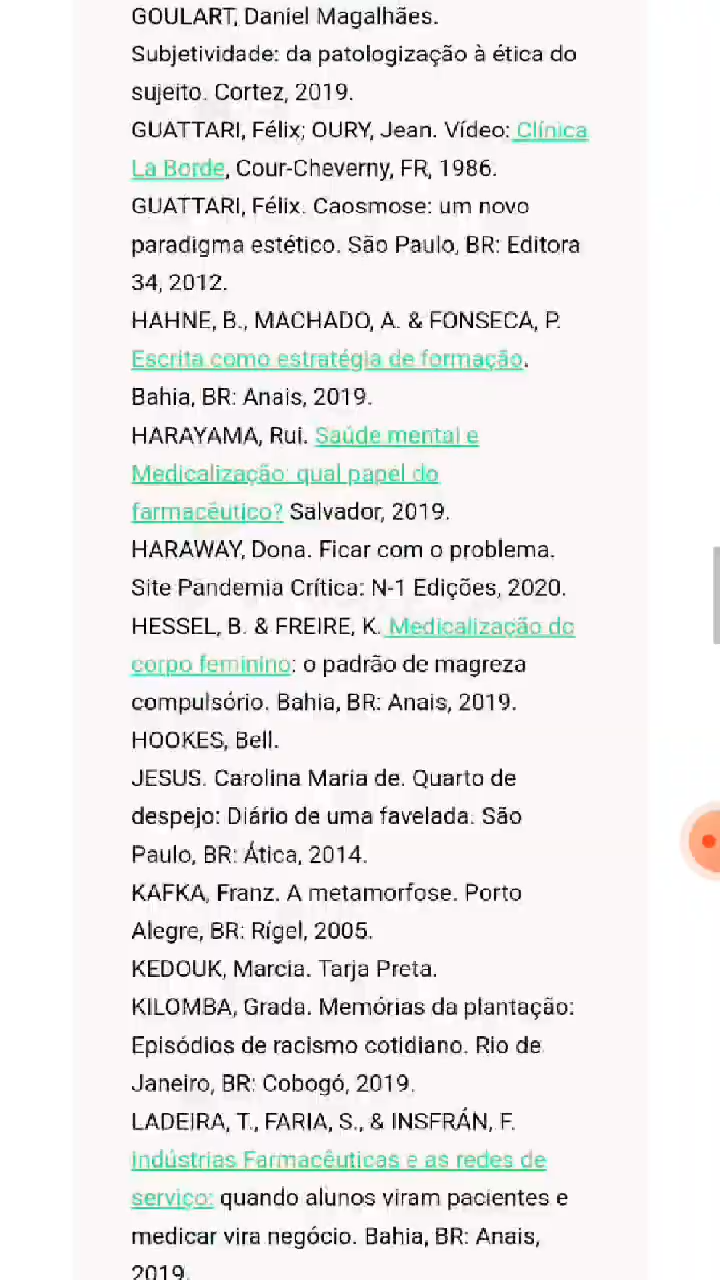 GOULART, Daniel Magalhães.
Subjetividade: da patologização à ética do
sujeito. Cortez, 2019.
GUATTARI, Félix; OURY, Jean. Vídeo: Clínica
La Borde, Cour-Cheverny, FR, 1986.
GUATTARI, Félix. Caosmose: um novo
paradigma estético. São Paulo, BR: Editora
34, 2012.
HAHNE, B., MACHADO, A. & FONSECA, P.
Escrita como estratégia de formação.
Bahia, BR: Anais, 2019.
HARAYAMA, Rui. Saúde mental e
Medicalização: qual papel do
farmacêutico? Salvador, 2019.
HARAWAY, Dona. Ficar com o problema.
Site Pandemia Crítica: N-1 Edições, 2020.
HESSEL, B. & FREIRE, K. Medicalização do
corpo feminino: o padrão de magreza
compulsório. Bahia, BR: Anais, 2019.
HOOKES, Bell.
JESUS. Carolina Maria de. Quarto de
despejo: Diário de uma favelada. São
Paulo, BR: Ática, 2014.
KAFKA, Franz. A metamorfose. Porto
Alegre, BR: Rígel, 2005.
KEDOUK, Marcia. Tarja Preta.
KILOMBA, Grada. Memórias da plantação:
Episódios de racismo cotidiano. Rio de
Janeiro, BR: Cobogó, 2019.
LADEIRA, T., FARIA, S., & INSFRÁN, F.
Indústrias Farmacêuticas e as redes de
serviço: quando alunos viram pacientes e
medicar vira negócio. Bahia, BR: Anais,
2019.